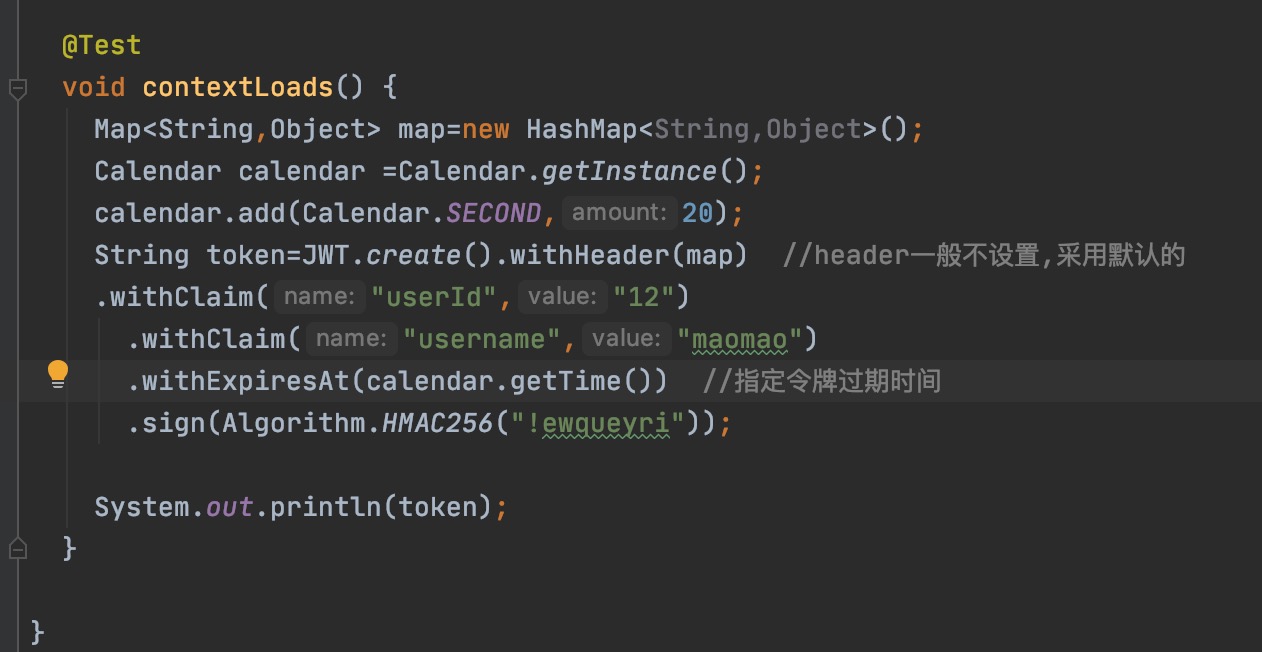 @Test
void contextLoads() {
Map<String,Object> map=new HashMap<String,Object>();
Calendar calendar =Calendar.getInstance();
calendar.add(Calendar.SECOND, amount: 20);
String token=JWT.create().withHeader(map)  //header一般不设置,采用默认的
.withClaim( name: "userId", value: "12")
.withClaim( name: "username", value: "maomao")
.withExpiresAt(calendar.getTime())  //指定令牌过期时间
.sign(Algorithm.HMAC256("!ewqueyri"));
System.out.println(token);
}
}